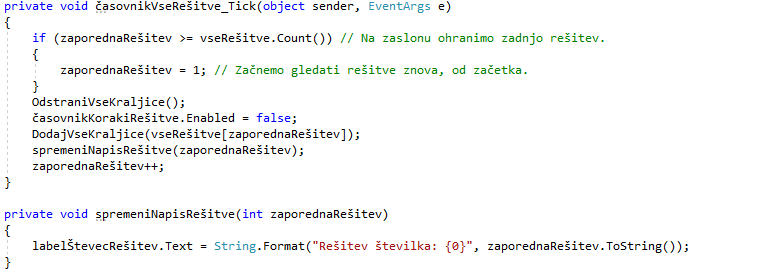 private void časovnikVseRešitve_Tick(object sender, EventArgs e)
{
if (zaporednaRešitev >= vseRešitve.Count()) // Na zaslonu ohranimo zadnjo rešitev.
{
zaporednaRešitev = 1; // Začnemo gledati rešitve znova, od začetka.
}
OdstraniVseKraljice();
časovnikKorakiRešitve.Enabled = false;
DodajVseKraljice(vseRešitve[zaporednaRešitev]);
spremeniNapisRešitve(zaporednaRešitev);
zaporednaRešitev++;
}
private void spremeniNapisRešitve(int zaporednaRešitev)
{
labelŠtevecRešitev.Text = String.Format("Rešitev številka: {0}", zaporednaRešitev.ToString());
}